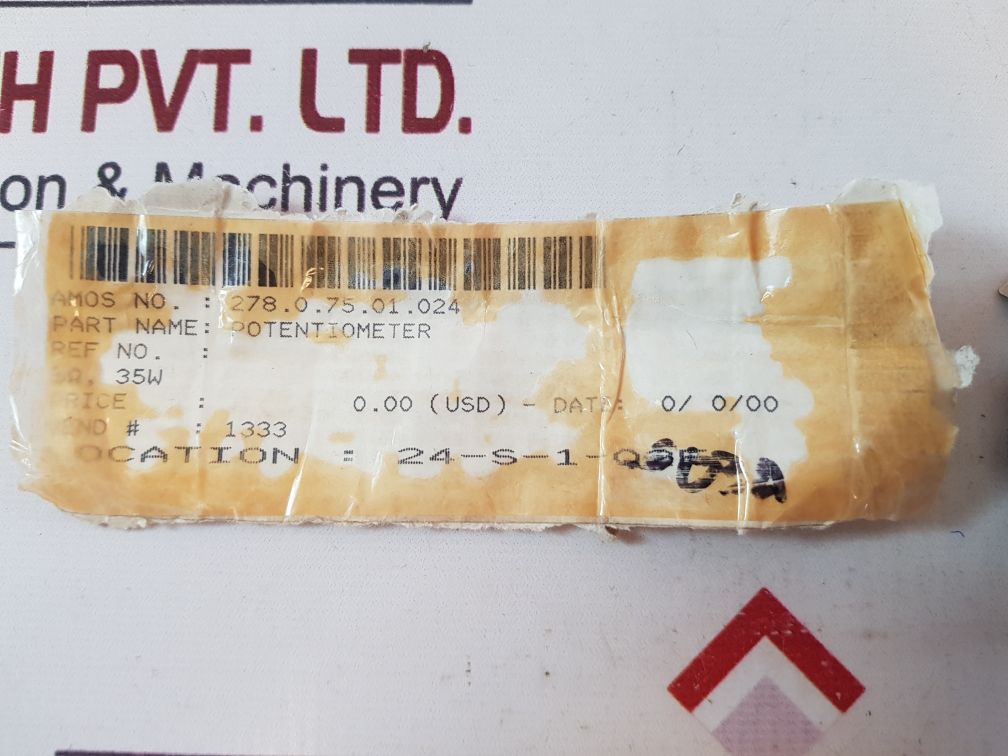 H PVT. LTD.
on & Machinery
AMOS NO. : 278.0.75.01.024
PART NAME: POTENTIOMETER
REF NO. :
35W
PRICE : 0.00 (USD) - DATE: 0/ 0/00
VEND # : 1333
LOCATION : 24-S-1-